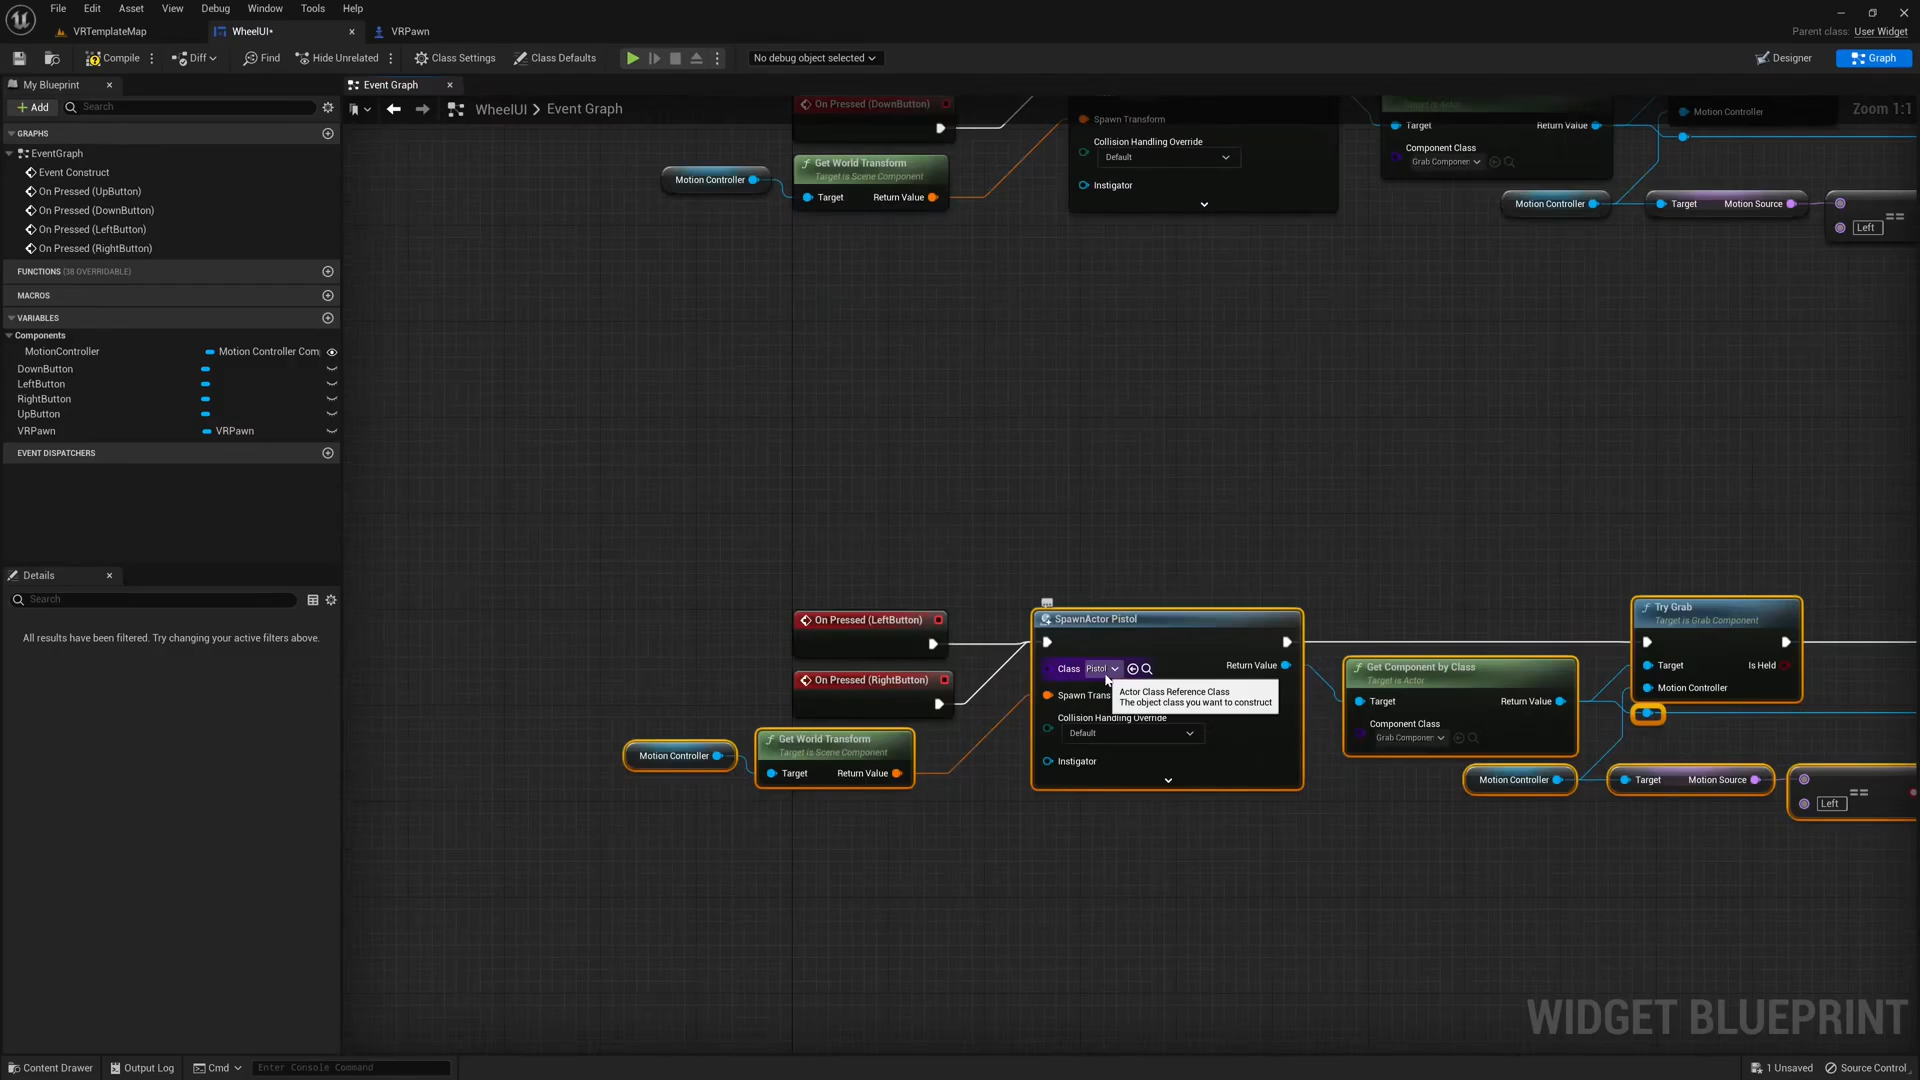 File Edit Asset View Debug Window Tools Help
VRTemplateMap WheelUI* VRPawn
Parent class: User Widget
Compile Diff Find Hide Unrelated Class Settings Class Defaults No debug object selected Designer Graph
My Blueprint
Event Graph
Add Search
WheelUI > Event Graph
Zoom 1:1
GRAPHS
EventGraph
Event Construct
On Pressed (UpButton)
On Pressed (DownButton)
On Pressed (LeftButton)
On Pressed (RightButton)
FUNCTIONS (38 OVERRIDABLE)
MACROS
VARIABLES
Components
MotionController Motion Controller Com
DownButton
LeftButton
RightButton
UpButton
VRPawn VRPawn
EVENT DISPATCHERS
Details
Search
All results have been filtered. Try changing your active filters above.
On Pressed (DownButton)
Motion Controller
Get World Transform
Target is Scene Component
Target Return Value
Spawn Transform
Collision Handling Override
Default
Instigator
Target is Actor
Target Return Value
Component Class
Grab Componen
Motion Controller
Motion Controller
Target Motion Source
==
Left
On Pressed (LeftButton)
On Pressed (RightButton)
Motion Controller
Get World Transform
Target is Scene Component
Target Return Value
SpawnActor Pistol
Class Pistol
Return Value
Spawn Trans
Actor Class Reference Class
The object class you want to construct
Collision Handling Override
Default
Instigator
Get Component by Class
Target is Actor
Target Return Value
Component Class
Grab Componen
Try Grab
Target is Grab Component
Target Is Held
Motion Controller
Motion Controller
Target Motion Source
==
Left
WIDGET BLUEPRINT
Content Drawer Output Log Cmd Enter Console Command
1 Unsaved Source Control